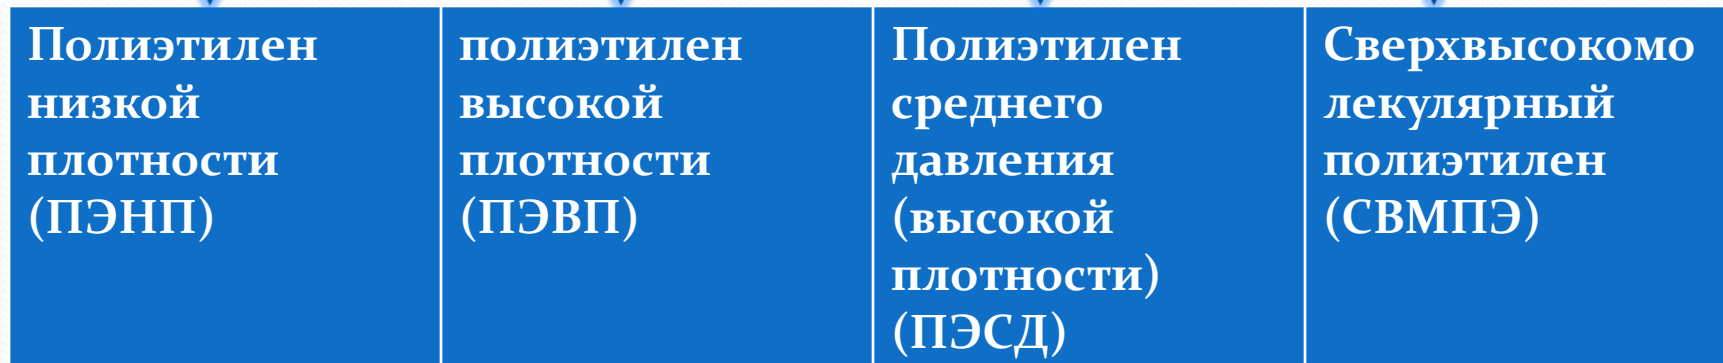 Полиэтилен
низкой
плотности
(ПЭНП)
полиэтилен
высокой
плотности
(ПЭВП)
Полиэтилен
среднего
давления
(высокой
плотности)
(ПЭСД)
Сверхвысокомо
лекулярный
полиэтилен
(СВМПЭ)